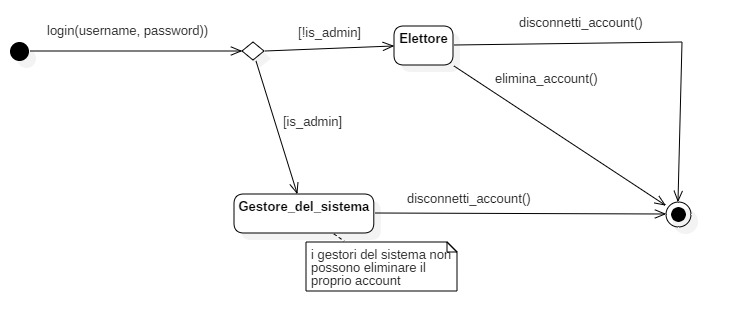 login(username, password))
[!is_admin]
Elettore
disconnetti_account()
elimina_account()
[is_admin]
Gestore_del_sistema
disconnetti_account()
i gestori del sistema non
possono eliminare il
proprio account